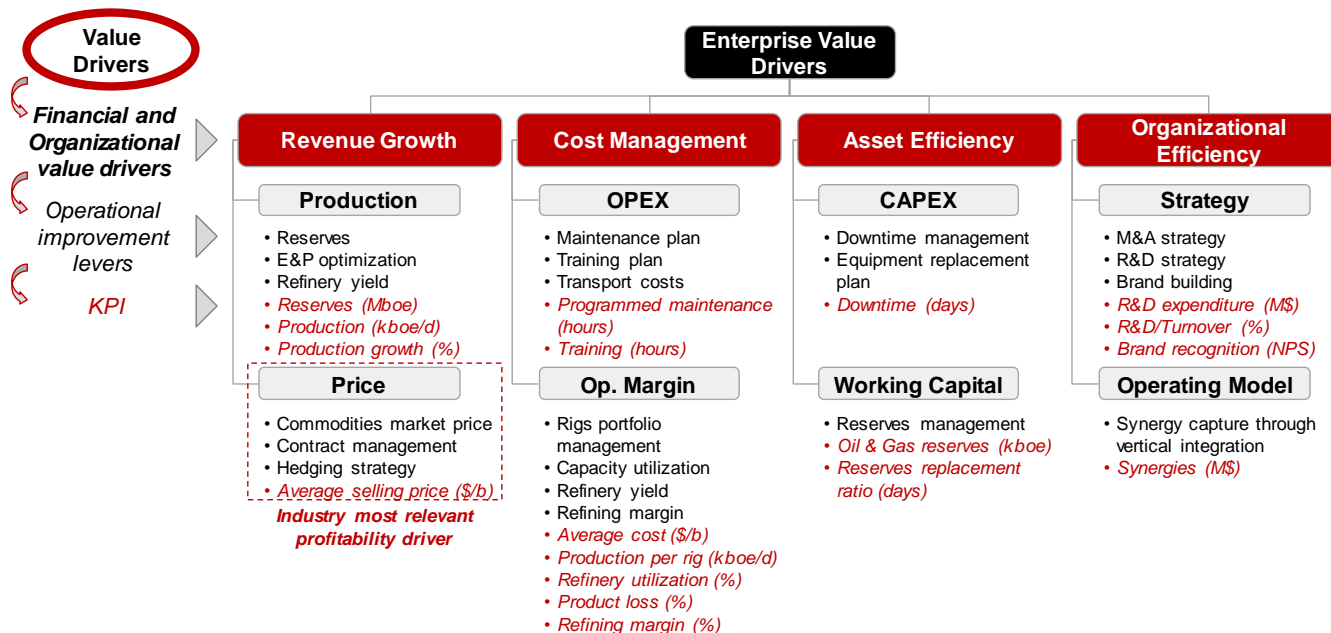 Value
Drivers
Financial and
Organizational
value drivers
Operational
improvement
levers
KPI
Enterprise Value
Drivers
Revenue Growth
Production
• Reserves
• E&P optimization
• Refinery yield
• Reserves (Mboe)
• Production (kboe/d)
• Production growth (%)
Price
• Commodities market price
• Contract management
• Hedging strategy
• Average selling price ($/b)
Industry most relevant
profitability driver
Cost Management
OPEX
• Maintenance plan
• Training plan
• Transport costs
• Programmed maintenance
(hours)
• Training (hours)
Op. Margin
• Rigs portfolio
management
• Capacity utilization
• Refinery yield
• Refining margin
• Average cost ($/b)
• Production per rig (kboe/d)
• Refinery utilization (%)
• Product loss (%)
• Refining margin (%)
Asset Efficiency
CAPEX
• Downtime management
• Equipment replacement
plan
• Downtime (days)
Working Capital
• Reserves management
• Oil & Gas reserves (kboe)
• Reserves replacement
ratio (days)
Organizational
Efficiency
Strategy
• M&A strategy
• R&D strategy
• Brand building
• R&D expenditure (M$)
• R&D/Turnover (%)
• Brand recognition (NPS)
Operating Model
• Synergy capture through
vertical integration
• Synergies (M$)